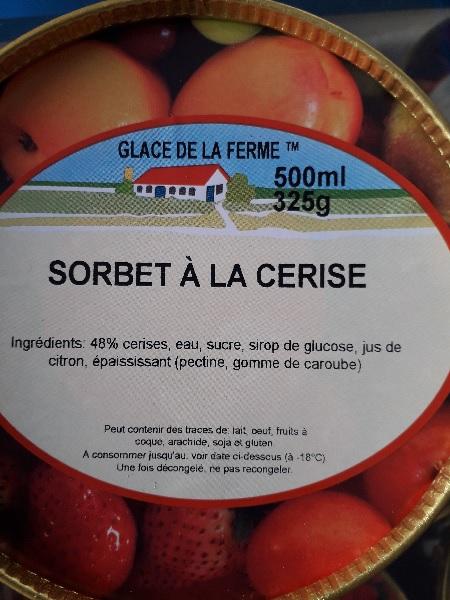 GLACE DE LA FERME ™
500ml
325g
SORBET À LA CERISE
Ingrédients: 48% cerises, eau, sucre, sirop de glucose, jus de
citron, épaississant (pectine, gomme de caroube)
Peut contenir des traces de: lait, oeuf, fruits à
coque, arachide, soja et gluten.
A consommer jusqu'au: voir date ci-dessous (à -18°C)
Une fois décongelé, ne pas recongeler.